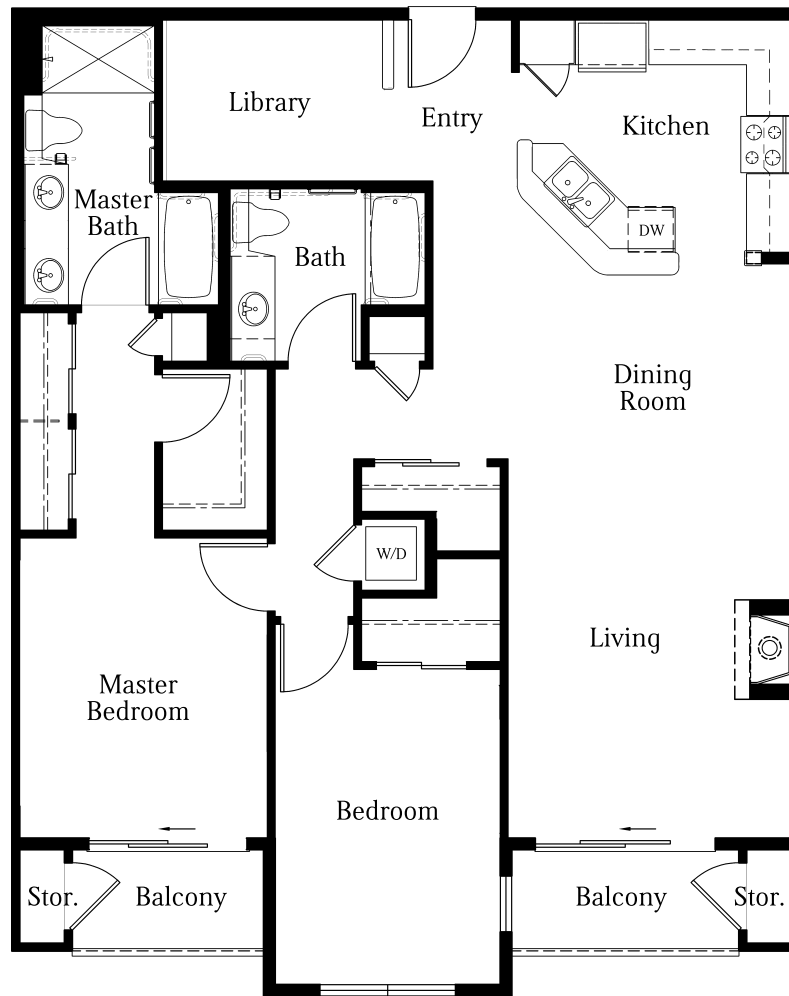 Library
Entry
Kitchen
Master
Bath
DW
Bath
Dining
Room
W/D
Living
Master
Bedroom
Bedroom
Stor.
Balcony
Balcony
Stor.